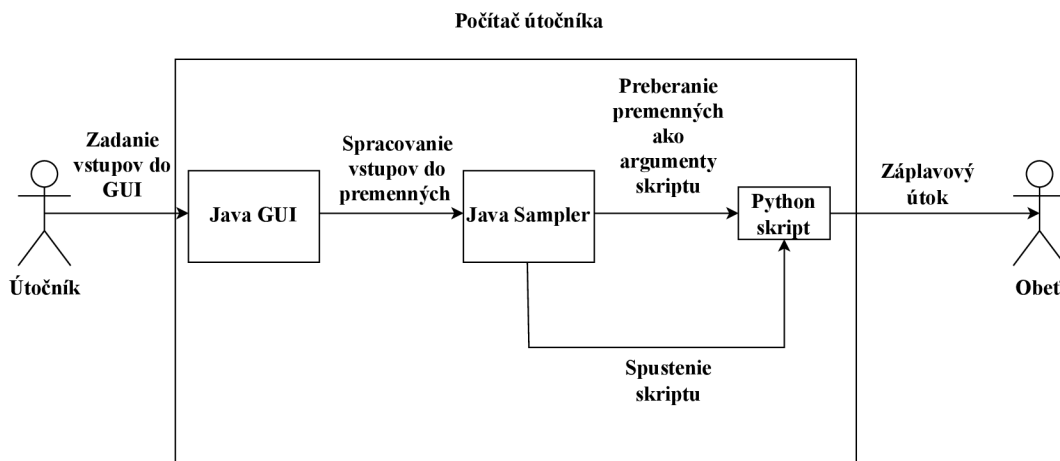 Počítač útočníka
Zadanie
vstupov do
GUI
Útočník
Java GUI
Spracovanie
vstupov do
premenných
Java Sampler
Preberanie
premenných
ako
argumenty
skriptu
Spustenie
skriptu
Python
skript
Záplavový
útok
Obeť